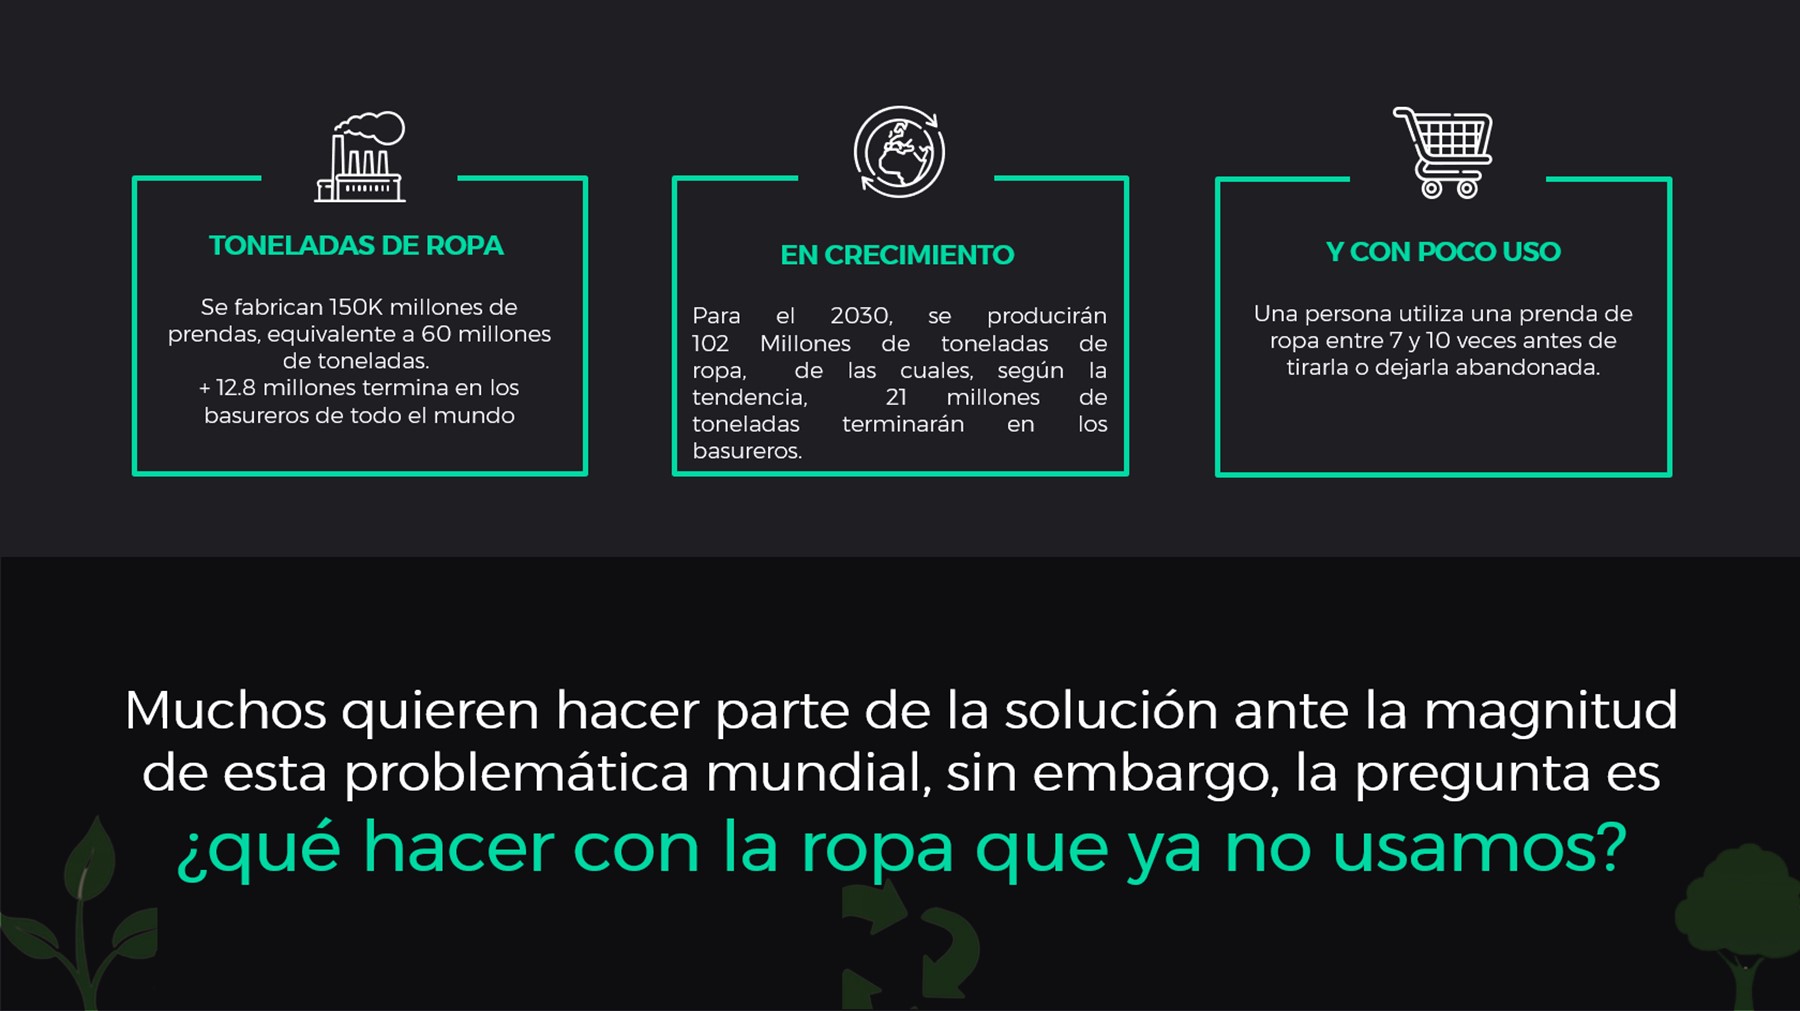 TONELADAS DE ROPA
Se fabrican 150K millones de
prendas, equivalente a 60 millones
de toneladas.
+ 12.8 millones termina en los
basureros de todo el mundo
EN CRECIMIENTO
Para el 2030, se producirán
102 Millones de toneladas de
ropa, de las cuales, según la
tendencia, 21 millones de
toneladas terminarán en los
basureros.
Y CON POCO USO
Una persona utiliza una prenda de
ropa entre 7 y 10 veces antes de
tirarla o dejarla abandonada.
Muchos quieren hacer parte de la solución ante la magnitud
de esta problemática mundial, sin embargo, la pregunta es
¿qué hacer con la ropa que ya no usamos?